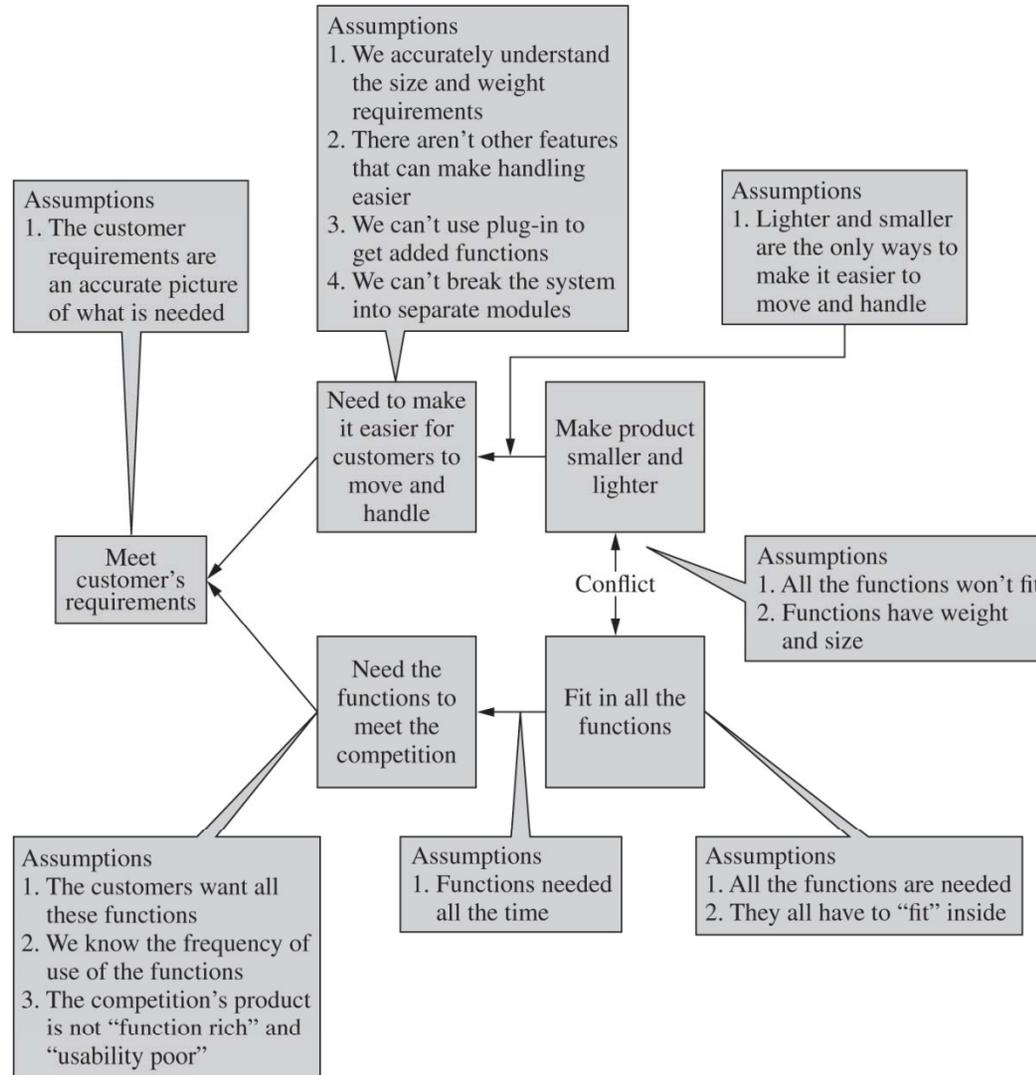 Assumptions
1. We accurately understand
the size and weight
requirements
2. There aren’t other features
that can make handling
easier
3. We can’t use plug-in to
get added functions
4. We can’t break the system
into separate modules
Assumptions
1. The customer
requirements are
an accurate picture
of what is needed
Assumptions
1. Lighter and smaller
are the only ways to
make it easier to
move and handle
Need to make
it easier for
customers to
move and
handle
Make product
smaller and
lighter
Meet
customer’s
requirements
Conflict
Assumptions
1. All the functions won’t fit
2. Functions have weight
and size
Need the
functions to
meet the
competition
Fit in all the
functions
Assumptions
1. The customers want all
these functions
2. We know the frequency of
use of the functions
3. The competition’s product
is not “function rich” and
“usability poor”
Assumptions
1. Functions needed
all the time
Assumptions
1. All the functions are needed
2. They all have to “fit” inside